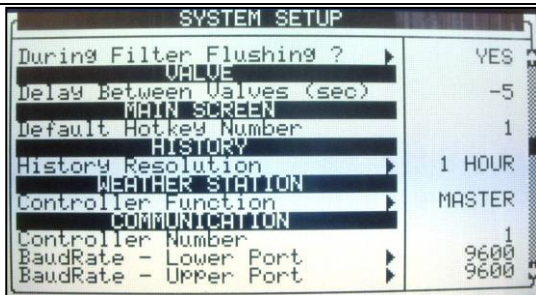 SYSTEM SETUP
During Filter Flushing ? YES
VALVE
Delay Between Valves (sec) -5
MAIN SCREEN
Default Hotkey Number 1
HISTORY
History Resolution 1 HOUR
WEATHER STATION
Controller Function MASTER
COMMUNICATION
Controller Number 1
BaudRate - Lower Port 9600
BaudRate - Upper Port 9600